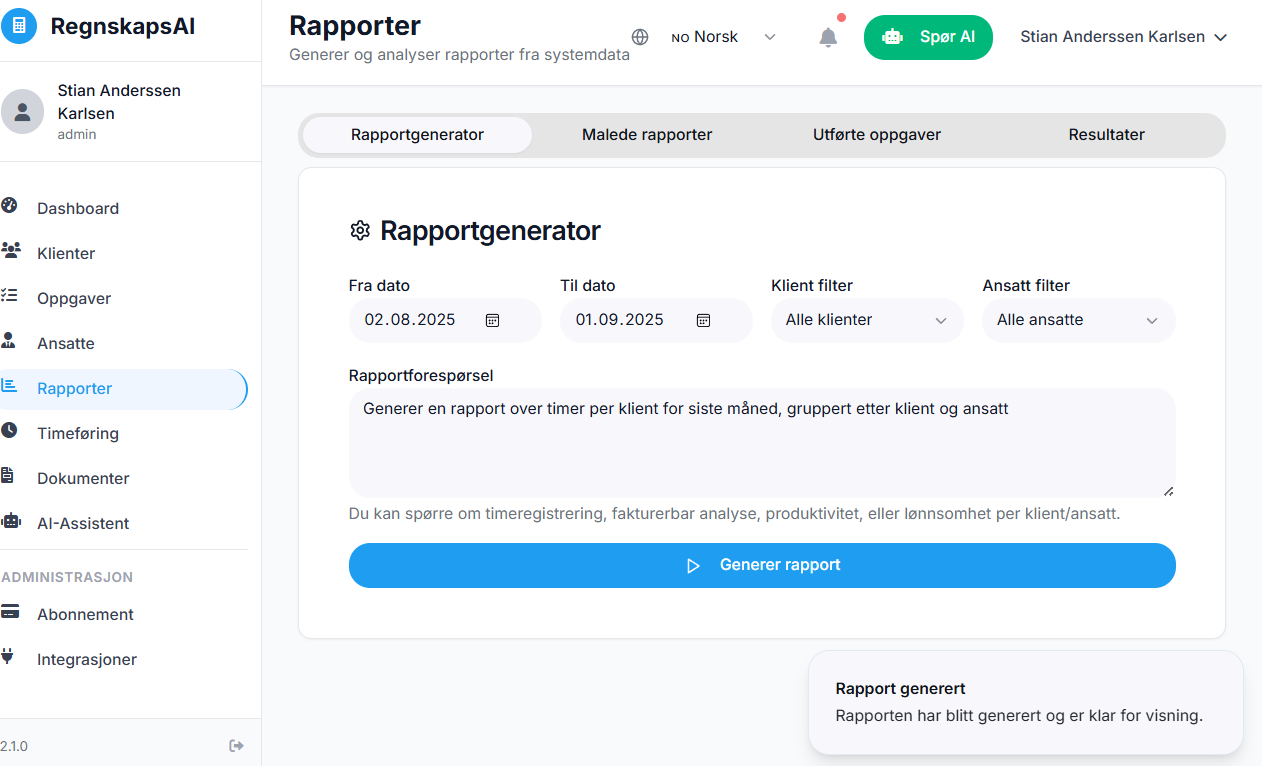 RegnskapsAI
Stian Anderssen
Karlsen
admin
Dashboard
Klienter
Oppgaver
Ansatte
Rapporter
Timeføring
Dokumenter
AI-Assistent
ADMINISTRASJON
Abonnement
Integrasjoner
2.1.0
Rapporter
Generer og analyser rapporter fra systemdata
NO Norsk
Spør AI
Stian Anderssen Karlsen
Rapportgenerator
Malede rapporter
Utførte oppgaver
Resultater
Rapportgenerator
Fra dato
Til dato
Klient filter
Ansatt filter
02.08.2025
01.09.2025
Alle klienter
Alle ansatte
Rapportforespørsel
Generer en rapport over timer per klient for siste måned, gruppert etter klient og ansatt
Du kan spørre om timeregistrering, fakturerbar analyse, produktivitet, eller lønnsomhet per klient/ansatt.
Generer rapport
Rapport generert
Rapporten har blitt generert og er klar for visning.